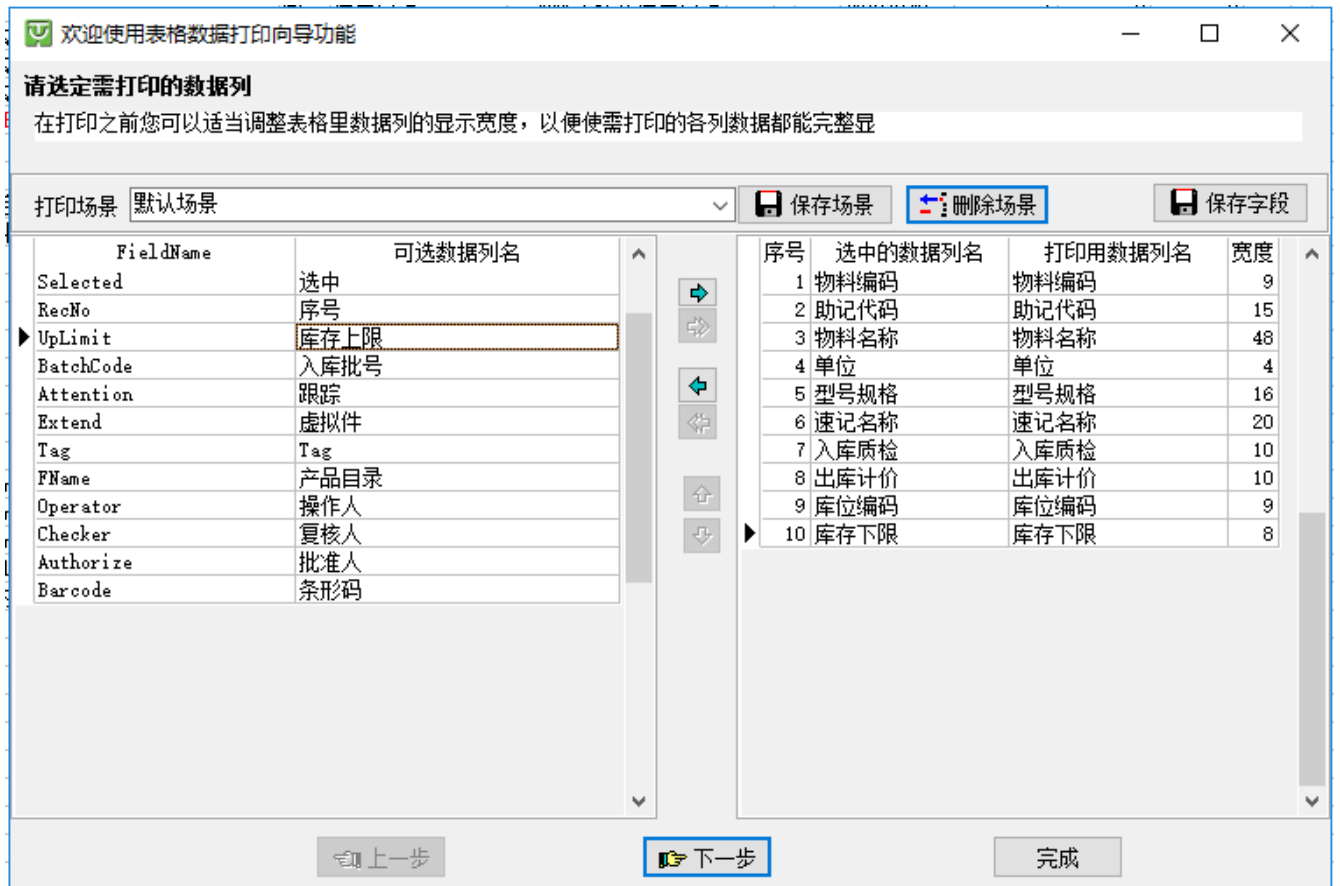 欢迎使用表格数据打印向导功能
请选定需打印的数据列
在打印之前您可以适当调整表格里数据列的显示宽度，以便使需打印的各列数据都能完整显
打印场景 默认场景 保存场景 删除场景 保存字段
FieldName 可选数据列名 序号 选中的数据列名 打印用数据列名 宽度
Selected 选中 1 物料编码 物料编码 9
RecNo 序号 2 助记代码 助记代码 15
UpLimit 库存上限 3 物料名称 物料名称 48
BatchCode 入库批号 4 单位 单位 4
Attention 跟踪 5 型号规格 型号规格 16
Extend 虚拟件 6 速记名称 速记名称 20
Tag Tag 7 入库质检 入库质检 10
FName 产品目录 8 出库计价 出库计价 10
Operator 操作人 9 库位编码 库位编码 9
Checker 复核人 10 库存下限 库存下限 8
Authorize 批准人
Barcode 条形码
上一步 下一步 完成